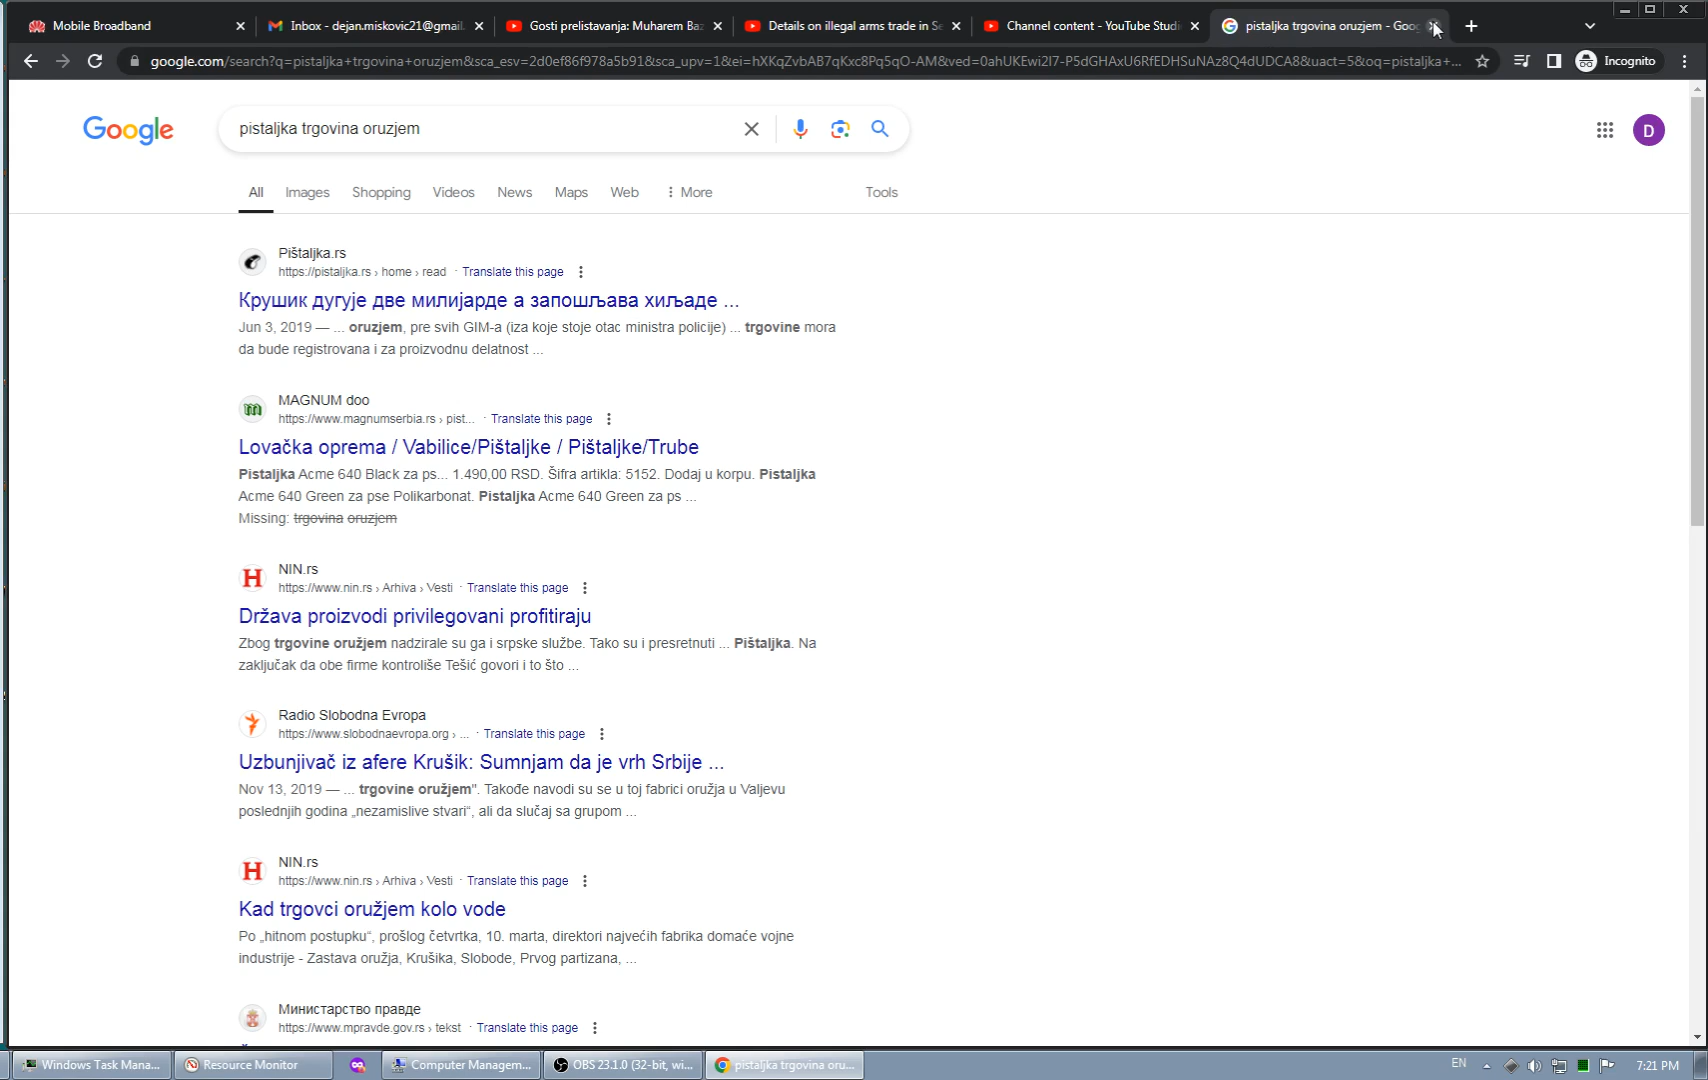 Mobile Broadband
Inbox - dejan.miskovic21@gmail.
Gosti prelistavanja: Muharem Baz
Details on illegal arms trade in Se
Channel content - YouTube Studi
pistaljka trgovina oruzjem - Goog
google.com/search?q=pistaljka+trgovina+oruzjem&sca_esv=2d0ef86f978a5b91&sca_upv=1&ei=hXKqZvbAB7qKxc8Pq5qO-AM&ved=0ahUKEwi2l7-P5dGHAxU6RfEDHSuNAz8Q4dUDCA8&uact=5&oq=pistaljka+...
Incognito
Google
pistaljka trgovina oruzjem
D
All Images Shopping Videos News Maps Web More Tools
Pištaljka.rs
https://pistaljka.rs › home › read · Translate this page
Крушик дугује две милијарде а запошљава хиљаде ...
Jun 3, 2019 — ... oruzjem, pre svih GIM-a (iza koje stoje otac ministra policije) ... trgovine mora
da bude registrovana i za proizvodnu delatnost ...
MAGNUM doo
https://www.magnumserbia.rs › pist... · Translate this page
Lovačka oprema / Vabilice/Pištaljke / Pištaljke/Trube
Pistaljka Acme 640 Black za ps... 1.490,00 RSD. Šifra artikla: 5152. Dodaj u korpu. Pistaljka
Acme 640 Green za pse Polikarbonat. Pistaljka Acme 640 Green za ps ...
Missing: trgovina oruzjem
H
NIN.rs
https://www.nin.rs › Arhiva › Vesti · Translate this page
Država proizvodi privilegovani profitiraju
Zbog trgovine oružjem nadzirale su ga i srpske službe. Tako su i presretnuti ... Pištaljka. Na
zaključak da obe firme kontroliše Tešić govori i to što ...
Radio Slobodna Evropa
https://www.slobodnaevropa.org › ... · Translate this page
Uzbunjivač iz afere Krušik: Sumnjam da je vrh Srbije ...
Nov 13, 2019 — ... trgovine oružjem". Takođe navodi su se u toj fabrici oružja u Valjevu
poslednjih godina „nezamislive stvari“, ali da slučaj sa grupom ...
H
NIN.rs
https://www.nin.rs › Arhiva › Vesti · Translate this page
Kad trgovci oružjem kolo vode
Po „hitnom postupku“, prošlog četvrtka, 10. marta, direktori najvećih fabrika domaće vojne
industrije - Zastava oružja, Krušika, Slobode, Prvog partizana, ...
Министарство правде
https://www.mpravde.gov.rs › tekst · Translate this page
Windows Task Mana...
Resource Monitor
Computer Managem...
OBS 23.1.0 (32-bit, wi...
pistaljka trgovina oru...
EN
7:21 PM